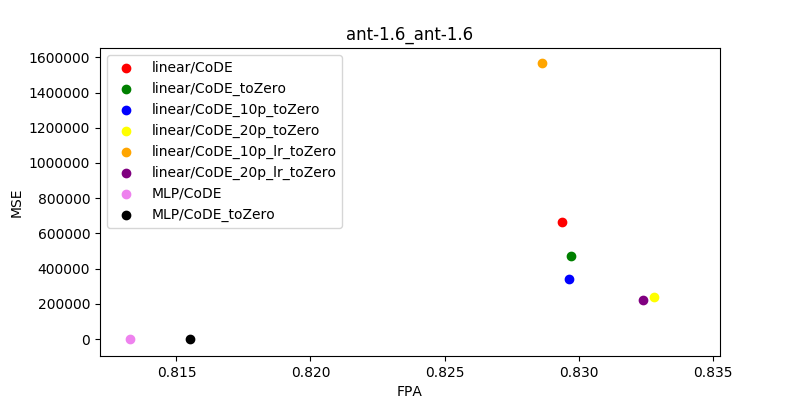 ant-1.6_ant-1.6
MSE
1600000
1400000
1200000
1000000
800000
600000
400000
200000
0
linear/CoDE
linear/CoDE_toZero
linear/CoDE_10p_toZero
linear/CoDE_20p_toZero
linear/CoDE_10p_lr_toZero
linear/CoDE_20p_lr_toZero
MLP/CoDE
MLP/CoDE_toZero
0.815 0.820 0.825 0.830 0.835
FPA